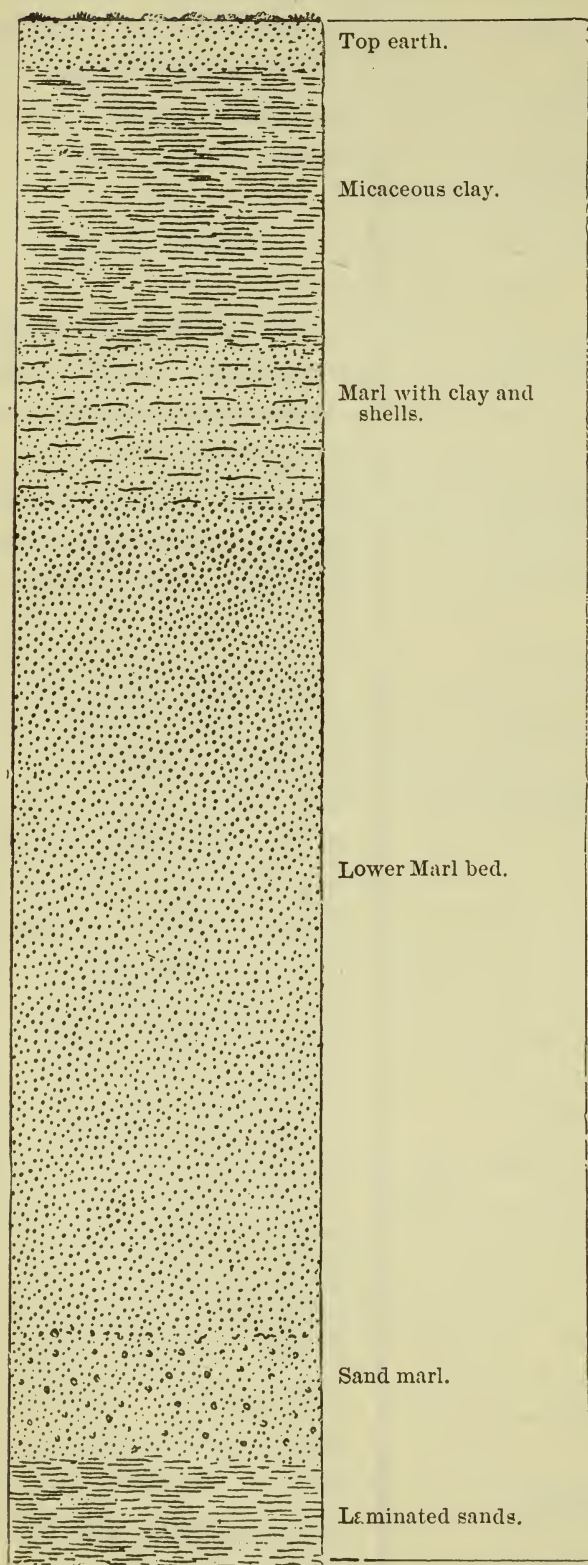 Top earth.
Micaceous clay.
Marl with clay and
shells.
Lower Marl bed.
Sand marl.
Laminated sands.